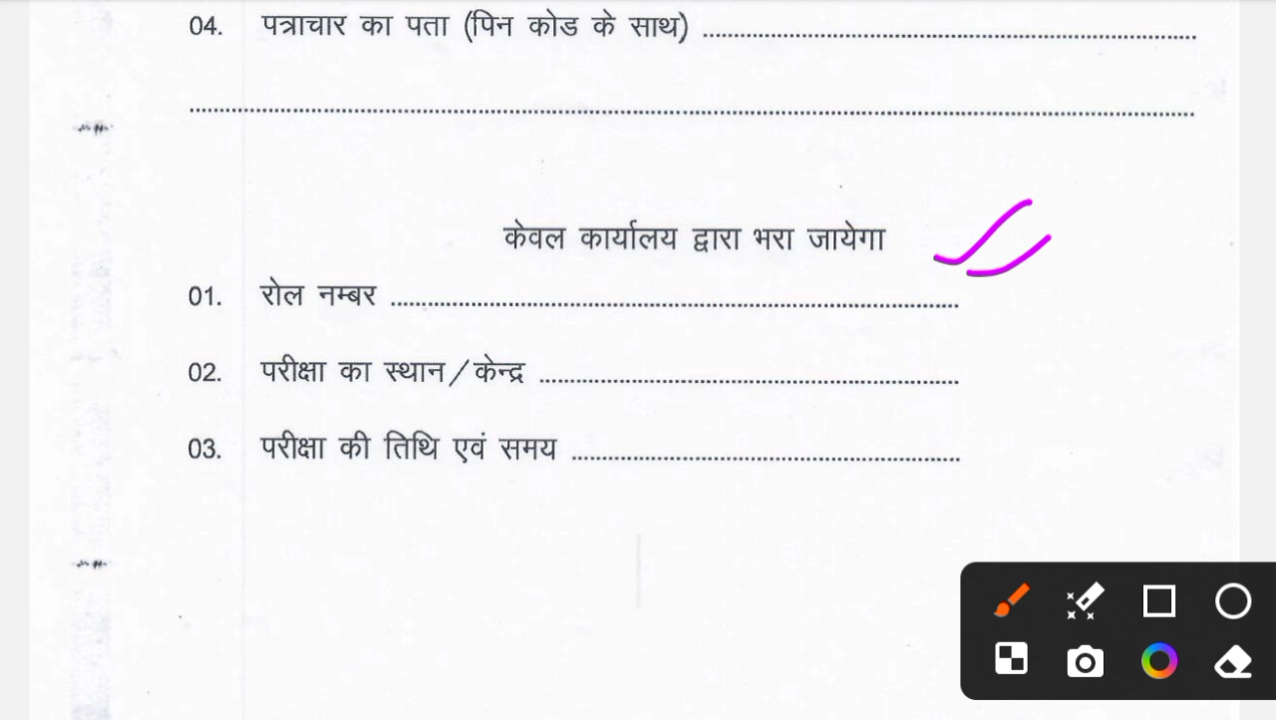 04. पत्राचार का पता (पिन कोड के साथ) ......................................................
..............................................................................................................
केवल कार्यालय द्वारा भरा जायेगा
01. रोल नम्बर ..............................................................
02. परीक्षा का स्थान/केन्द्र ..............................................
03. परीक्षा की तिथि एवं समय ..........................................